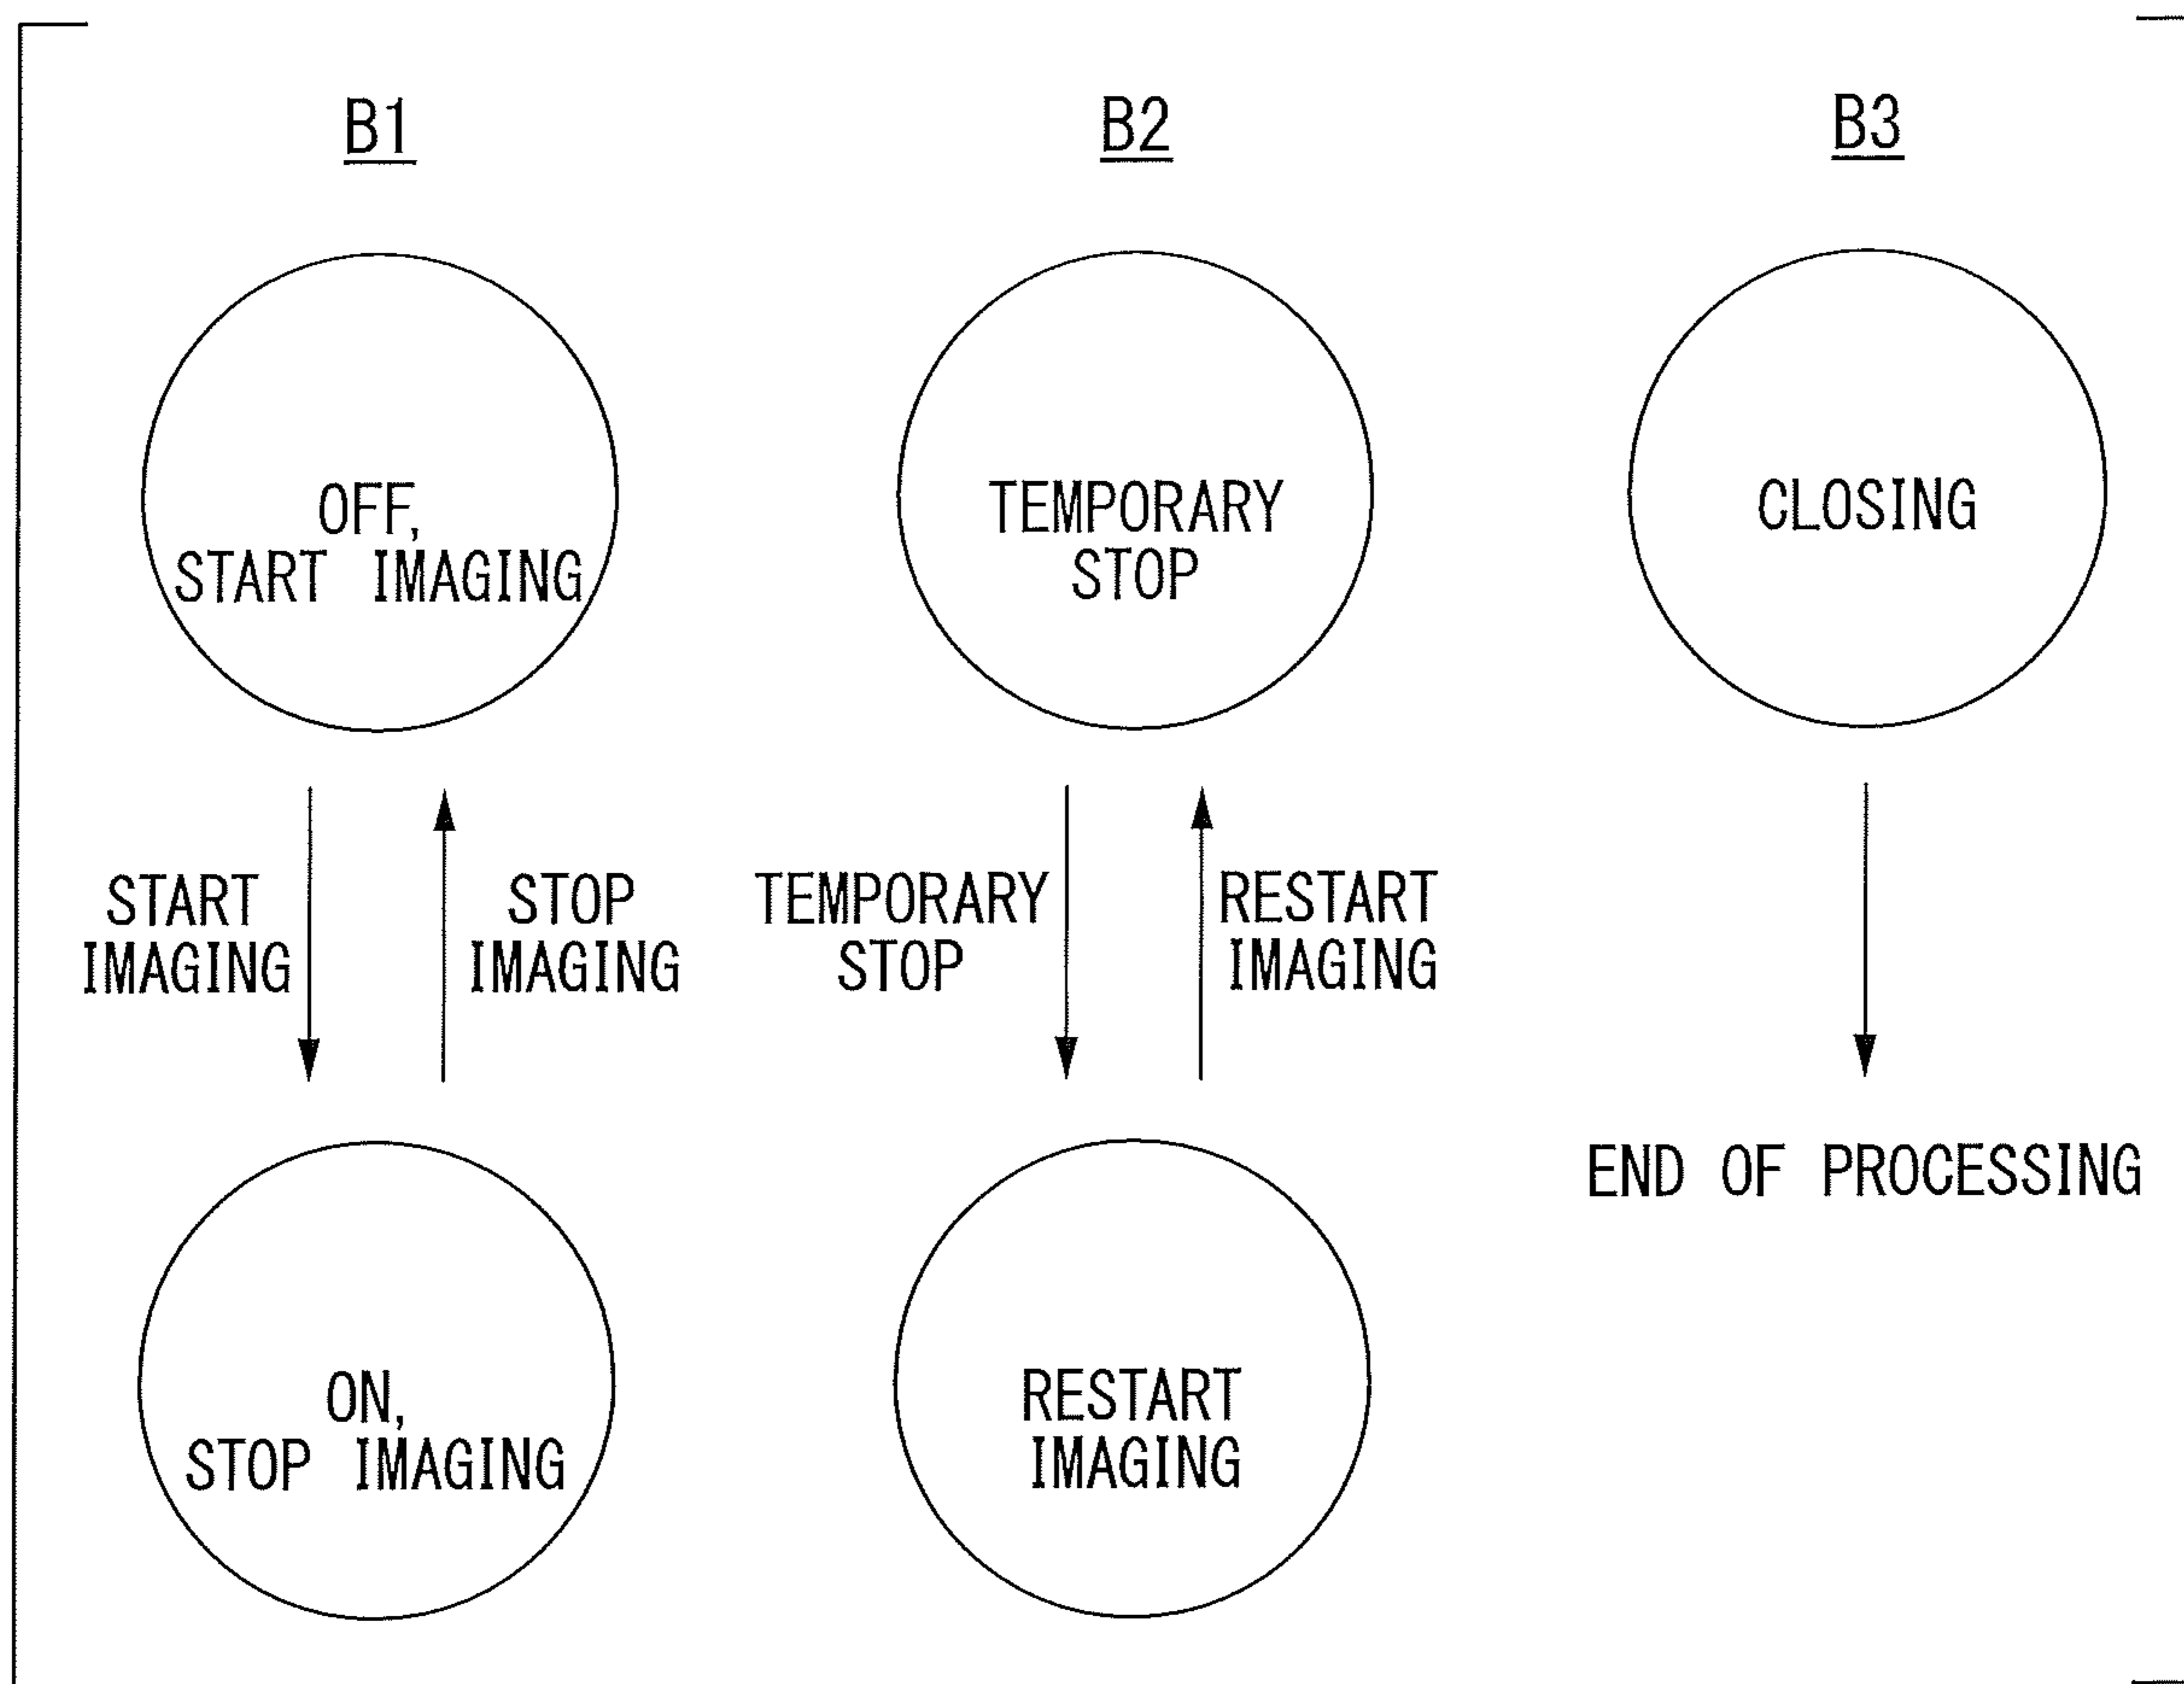 B1
B2
B3
OFF,
START IMAGING
TEMPORARY
STOP
CLOSING
START
IMAGING
STOP
IMAGING
TEMPORARY
STOP
RESTART
IMAGING
END OF PROCESSING
ON,
STOP IMAGING
RESTART
IMAGING